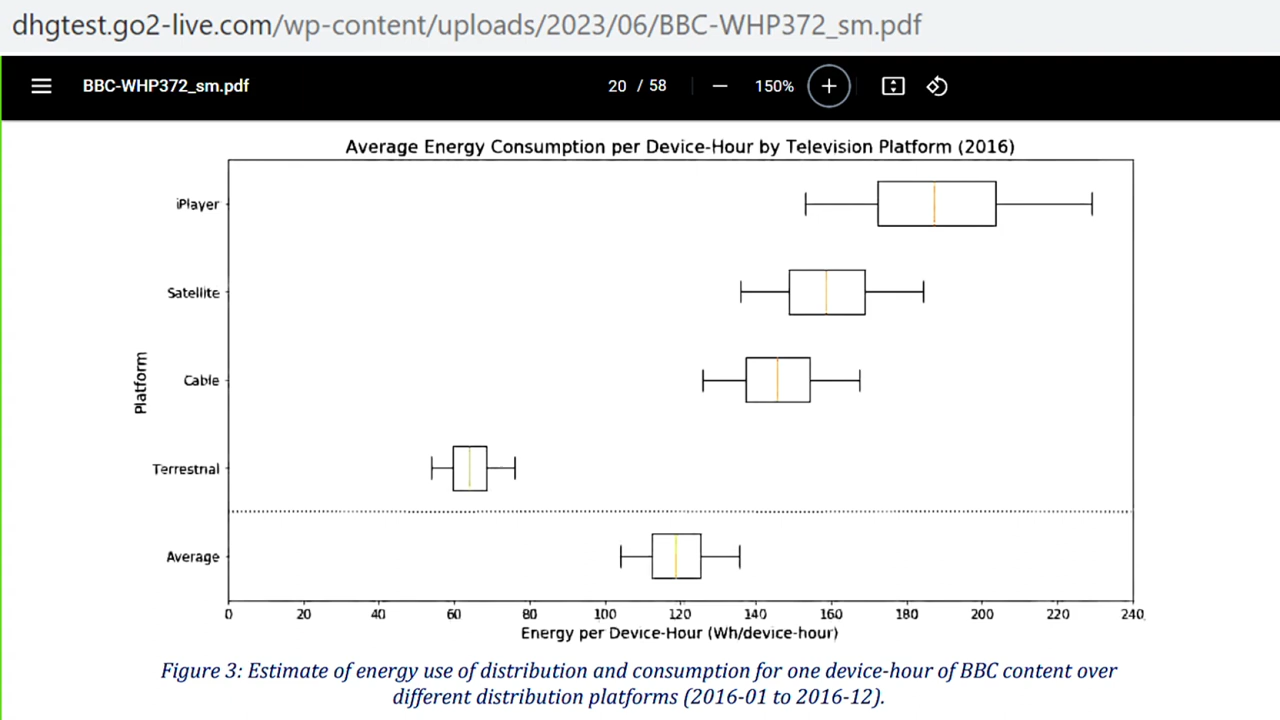 dhgtest.go2-live.com/wp-content/uploads/2023/06/BBC-WHP372_sm.pdf
BBC-WHP372_sm.pdf
20 / 58
150%
Average Energy Consumption per Device-Hour by Television Platform (2016)
iPlayer
Satellite
Cable
Terrestrial
Average
Platform
0 20 40 60 80 100 120 140 160 180 200 220 240
Energy per Device-Hour (Wh/device-hour)
Figure 3: Estimate of energy use of distribution and consumption for one device-hour of BBC content over
different distribution platforms (2016-01 to 2016-12).